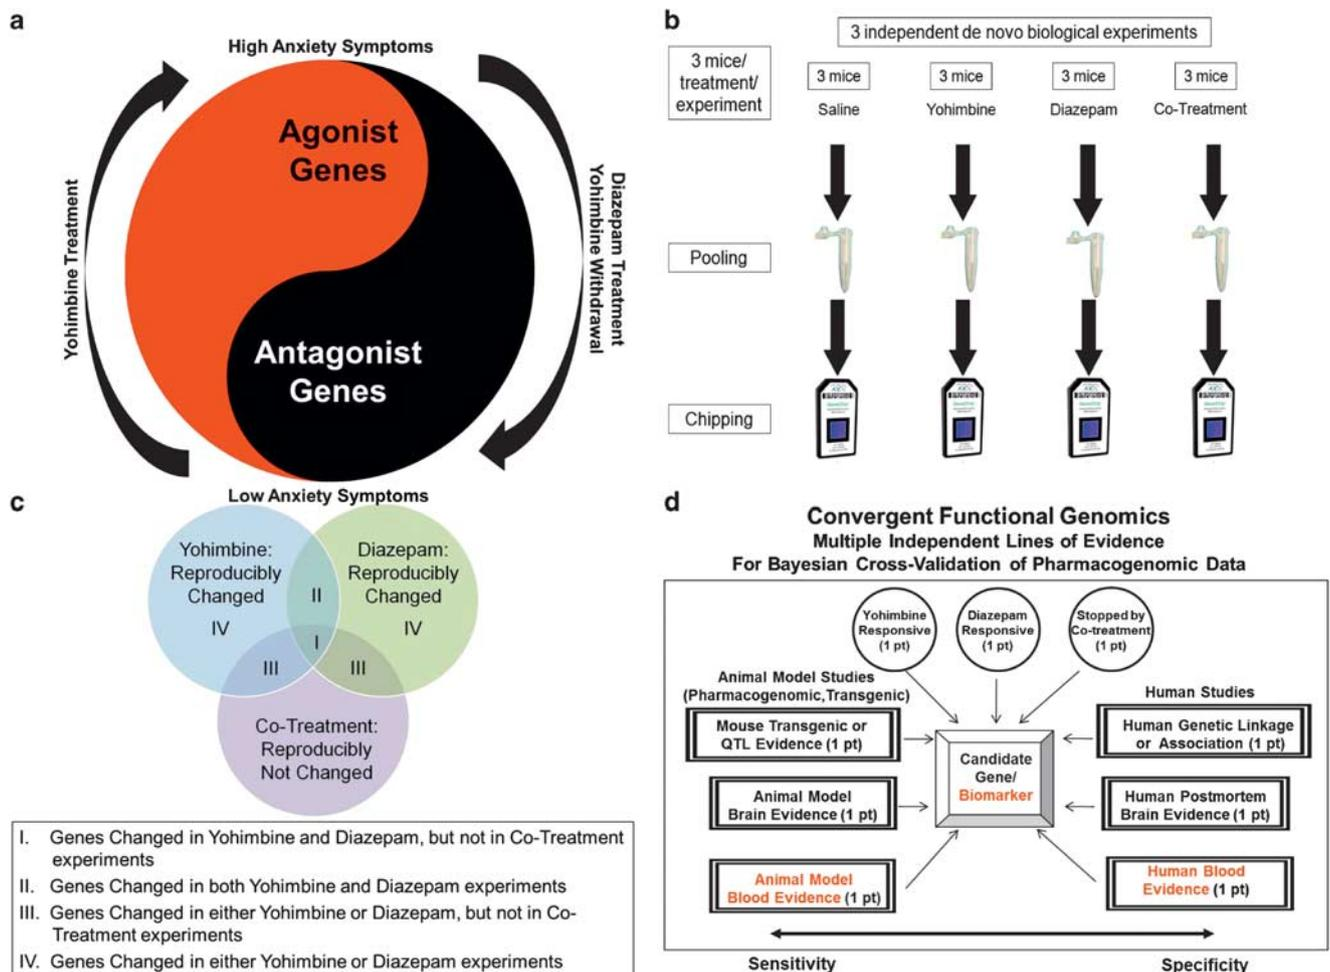 a
High Anxiety Symptoms
Agonist
Genes
Antagonist
Genes
Yohimbine Treatment
Diazepam Treatment
Yohimbine Withdrawal
Low Anxiety Symptoms
b
3 independent de novo biological experiments
3 mice/
treatment/
experiment
3 mice
3 mice
3 mice
3 mice
Saline
Yohimbine
Diazepam
Co-Treatment
Pooling
Chipping
c
Yohimbine:
Reproducibly
Changed
IV
II
Diazepam:
Reproducibly
Changed
IV
I
III
III
Co-Treatment:
Reproducibly
Not Changed
I. Genes Changed in Yohimbine and Diazepam, but not in Co-Treatment
experiments
II. Genes Changed in both Yohimbine and Diazepam experiments
III. Genes Changed in either Yohimbine or Diazepam, but not in Co-
Treatment experiments
IV. Genes Changed in either Yohimbine or Diazepam experiments
d
Convergent Functional Genomics
Multiple Independent Lines of Evidence
For Bayesian Cross-Validation of Pharmacogenomic Data
Yohimbine
Responsive
(1 pt)
Diazepam
Responsive
(1 pt)
Stopped by
Co-treatment
(1 pt)
Animal Model Studies
(Pharmacogenomic,Transgenic)
Mouse Transgenic or
QTL Evidence (1 pt)
Animal Model
Brain Evidence (1 pt)
Animal Model
Blood Evidence (1 pt)
Candidate
Gene/
Biomarker
Human Studies
Human Genetic Linkage
or Association (1 pt)
Human Postmortem
Brain Evidence (1 pt)
Human Blood
Evidence (1 pt)
Sensitivity
Specificity